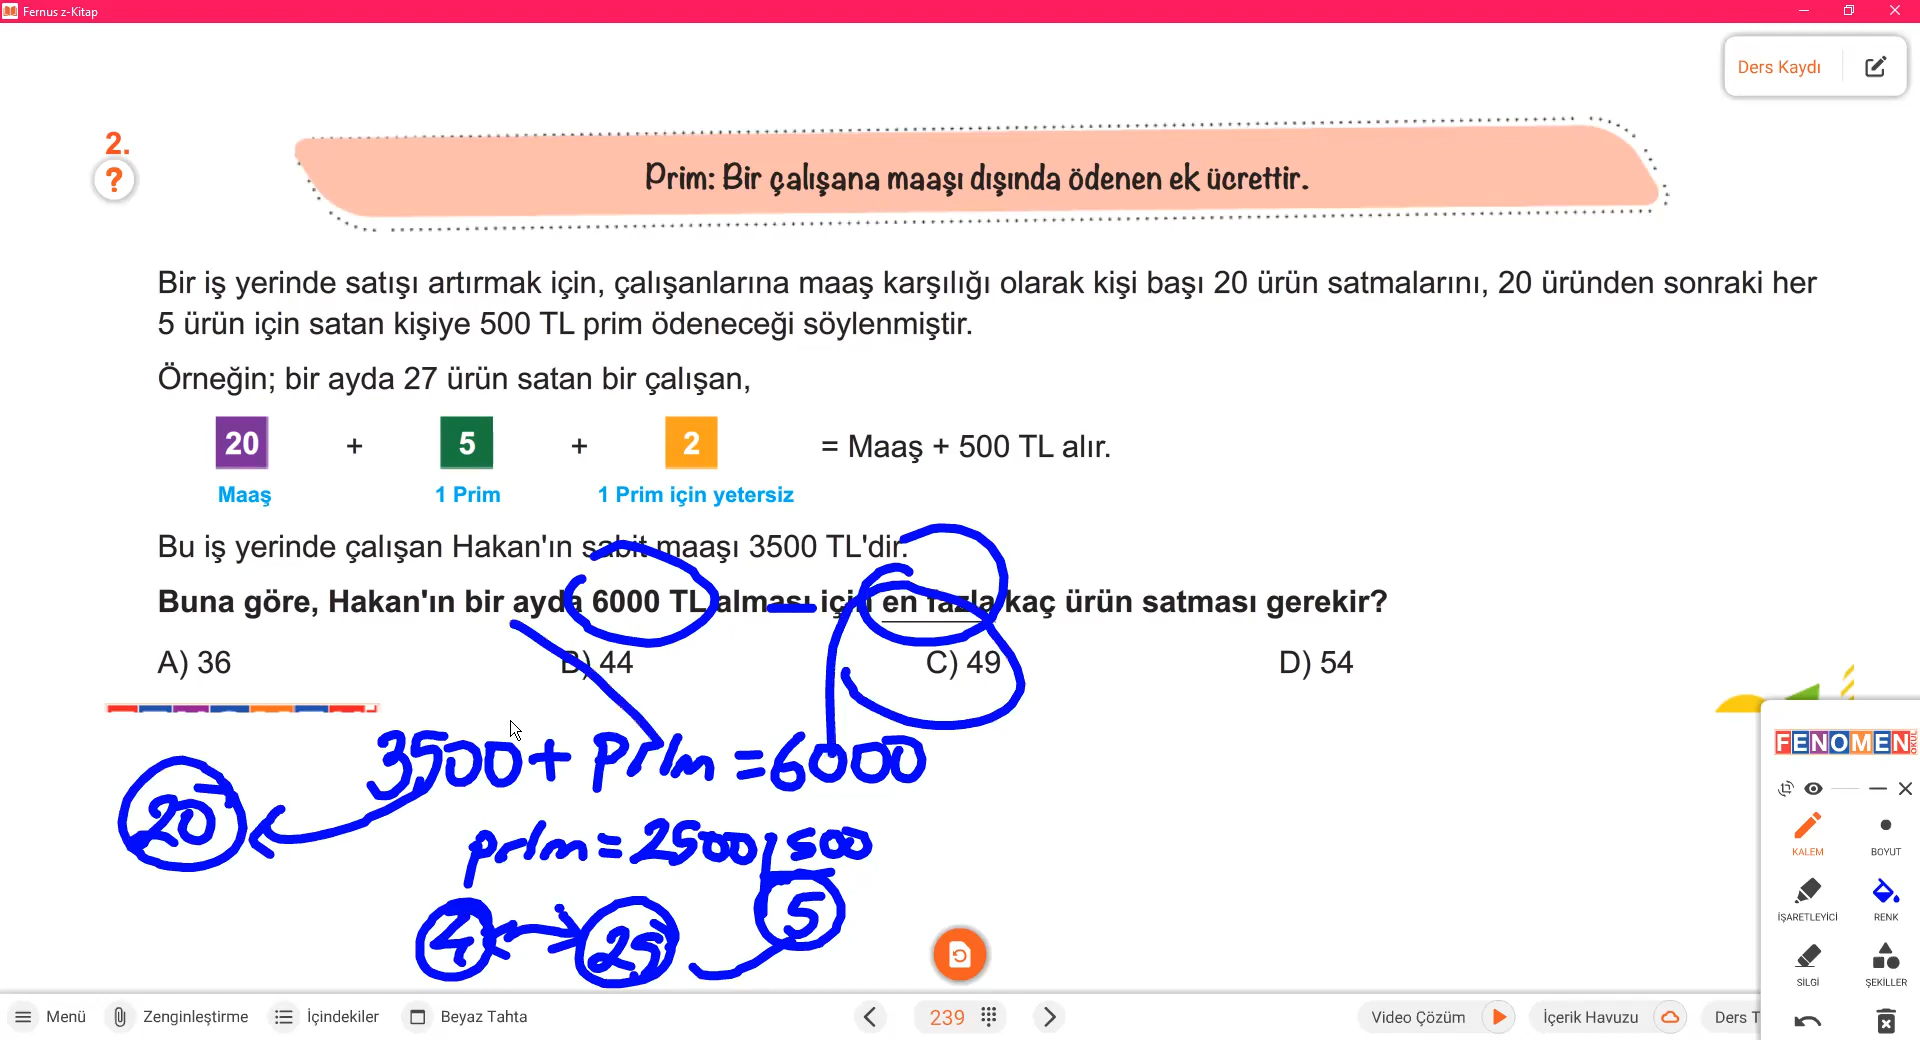 Fernus z-Kitap
Ders Kaydı
2.
?
Prim: Bir çalışana maaşı dışında ödenen ek ücrettir.
Bir iş yerinde satışı artırmak için, çalışanlarına maaş karşılığı olarak kişi başı 20 ürün satmalarını, 20 üründen sonraki her
5 ürün için satan kişiye 500 TL prim ödeneceği söylenmiştir.
Örneğin; bir ayda 27 ürün satan bir çalışan,
20 + 5 + 2 = Maaş + 500 TL alır.
Maaş 1 Prim 1 Prim için yetersiz
Bu iş yerinde çalışan Hakan'ın sabit maaşı 3500 TL'dir.
Buna göre, Hakan'ın bir ayda 6000 TL alması için en fazla kaç ürün satması gerekir?
A) 36 B) 44 C) 49 D) 54
3500 + Prim = 6000
20
prim = 2500 | 500
5
4 25
FENOMEN OKUL
KALEM BOYUT
İŞARETLEYİCİ RENK
SİLGİ ŞEKİLLER
Menü Zenginleştirme İçindekiler Beyaz Tahta 239 Video Çözüm İçerik Havuzu Ders T